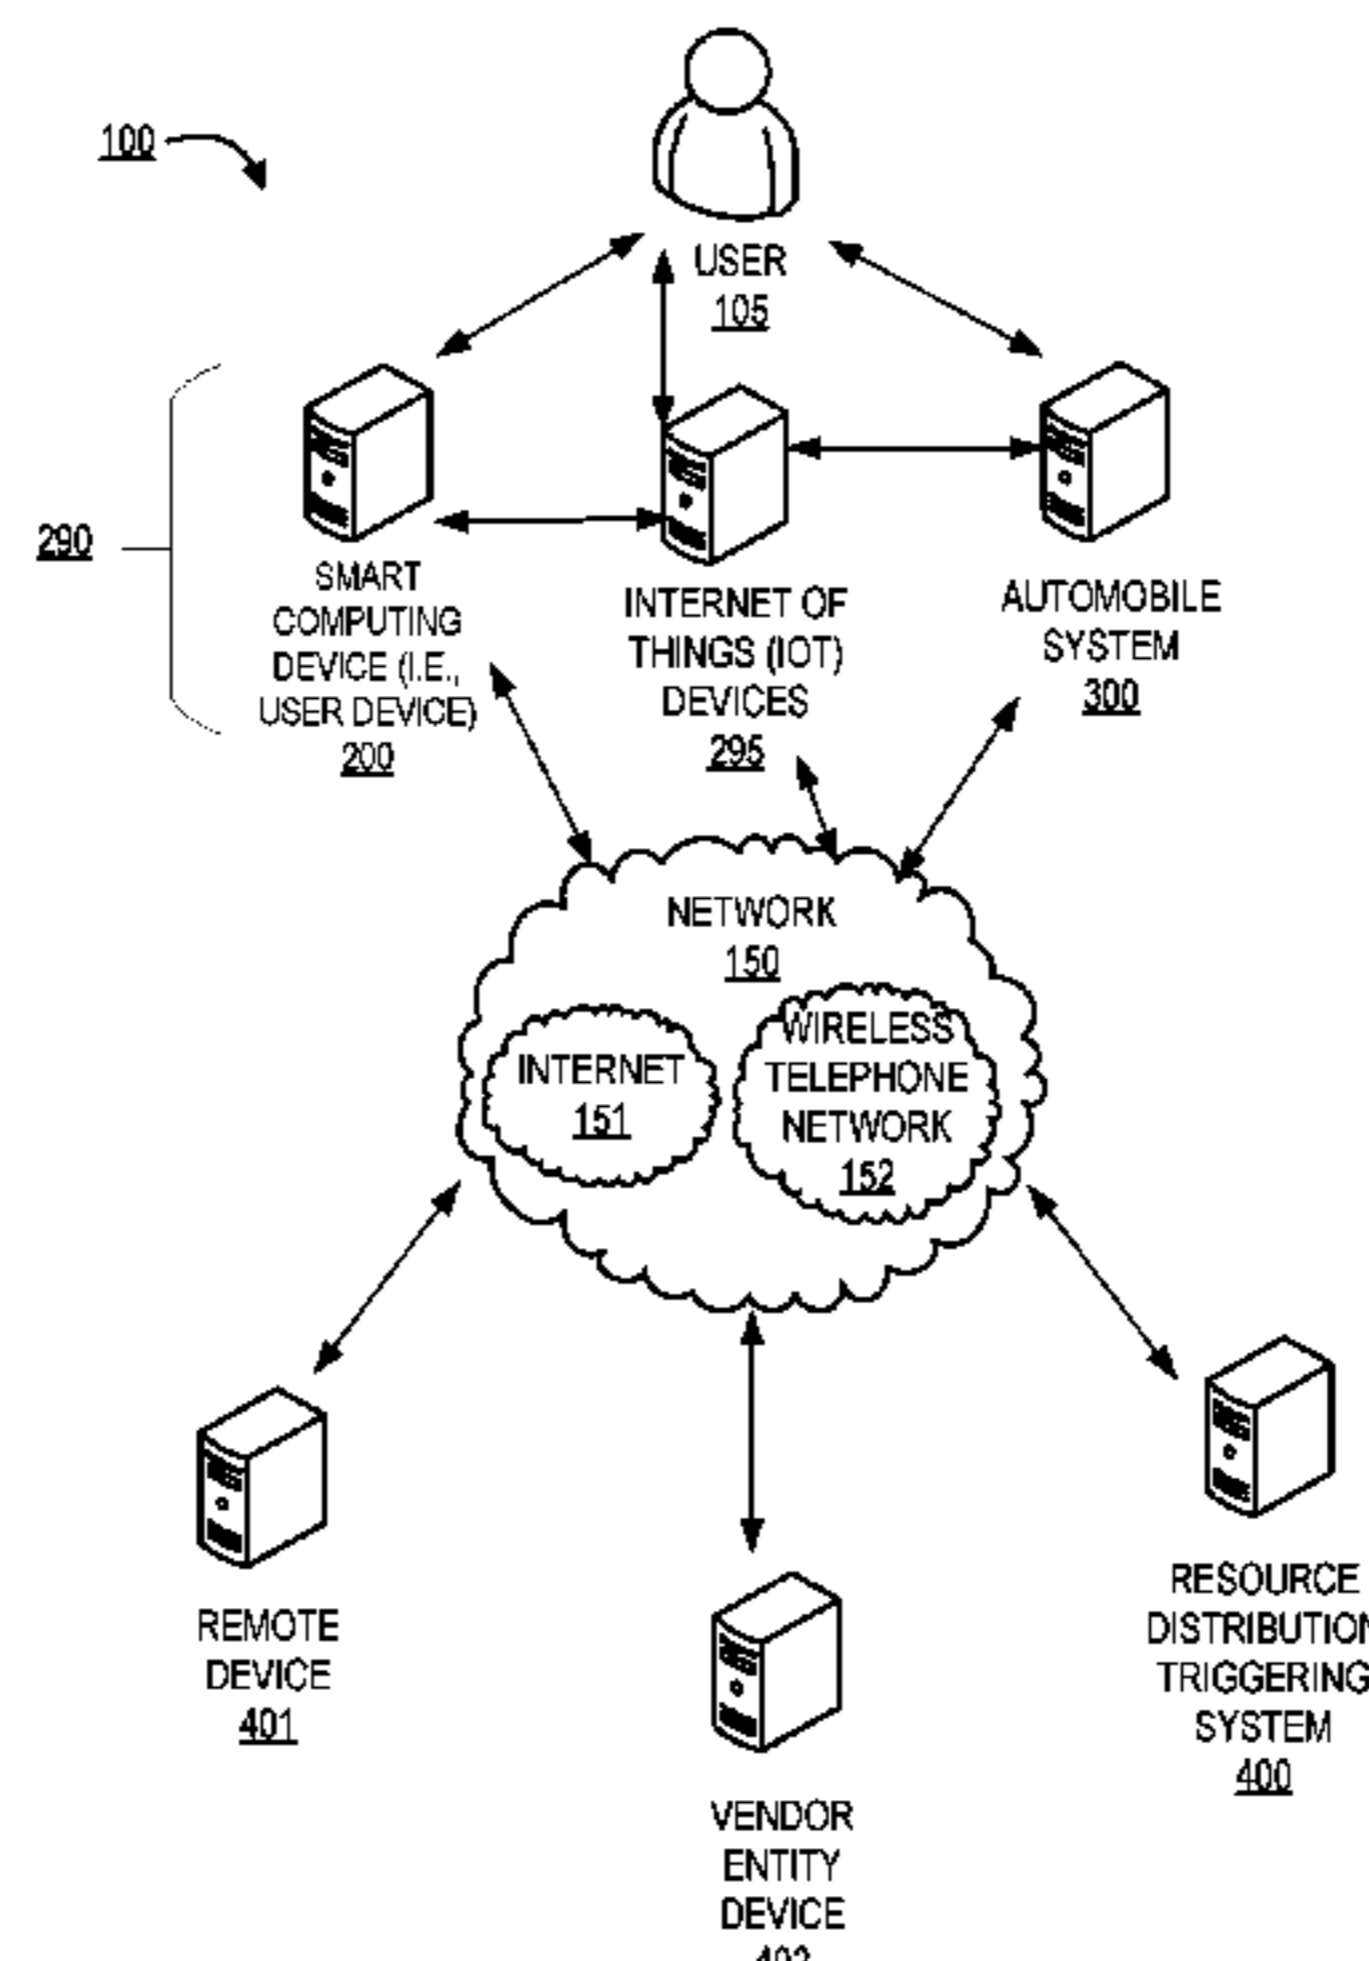 100
USER
105
290
SMART
COMPUTING
DEVICE (I.E.,
USER DEVICE)
200
INTERNET OF
THINGS (IOT)
DEVICES
295
AUTOMOBILE
SYSTEM
300
NETWORK
150
INTERNET
151
WIRELESS
TELEPHONE
NETWORK
152
REMOTE
DEVICE
401
VENDOR
ENTITY
DEVICE
RESOURCE
DISTRIBUTION
TRIGGERING
SYSTEM
400